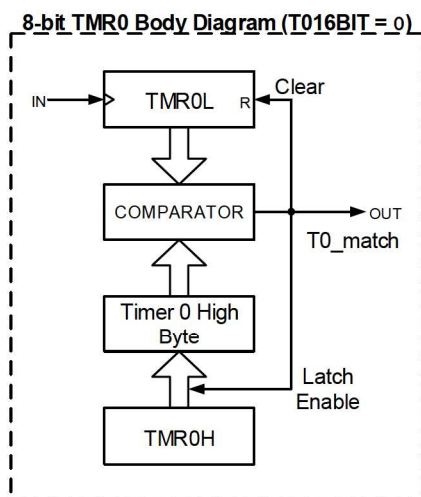 8-bit TMR0 Body Diagram (T016BIT = 0)
IN
TMR0L
R
Clear
COMPARATOR
OUT
T0_match
Timer 0 High
Byte
Latch
Enable
TMR0H